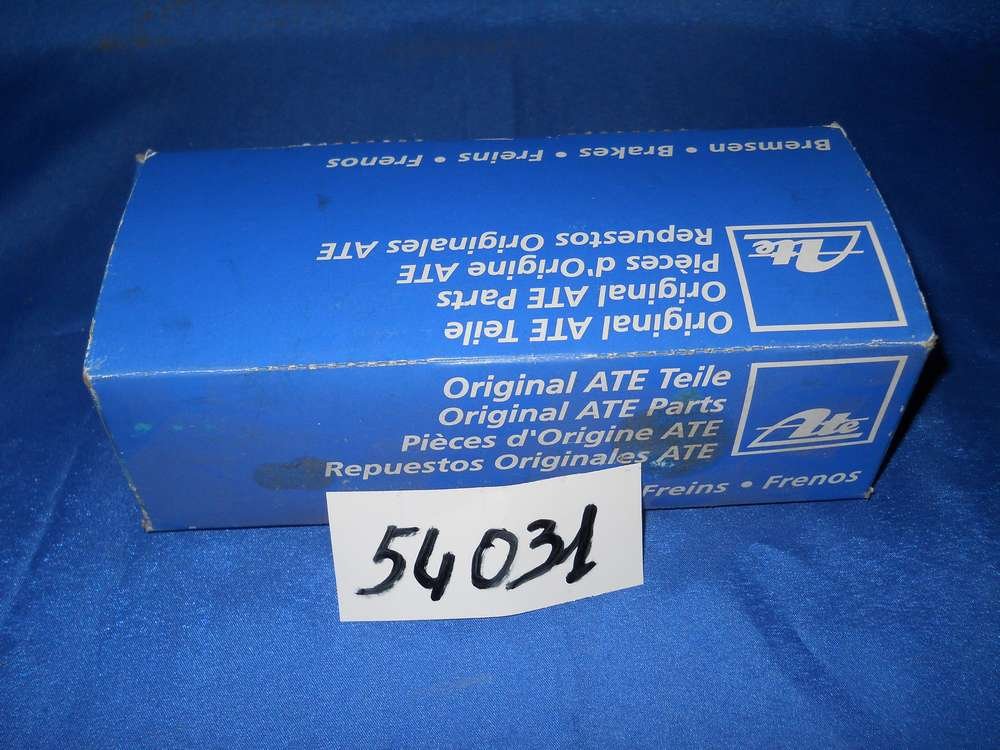 Bremsen • Brakes • Freins • Frenos
Repuestos Originales ATE
Pièces d'Origine ATE
Original ATE Parts
Original ATE Teile
Ate
Original ATE Teile
Original ATE Parts
Pièces d'Origine ATE
Repuestos Originales ATE
Ate
Freins • Frenos
54031